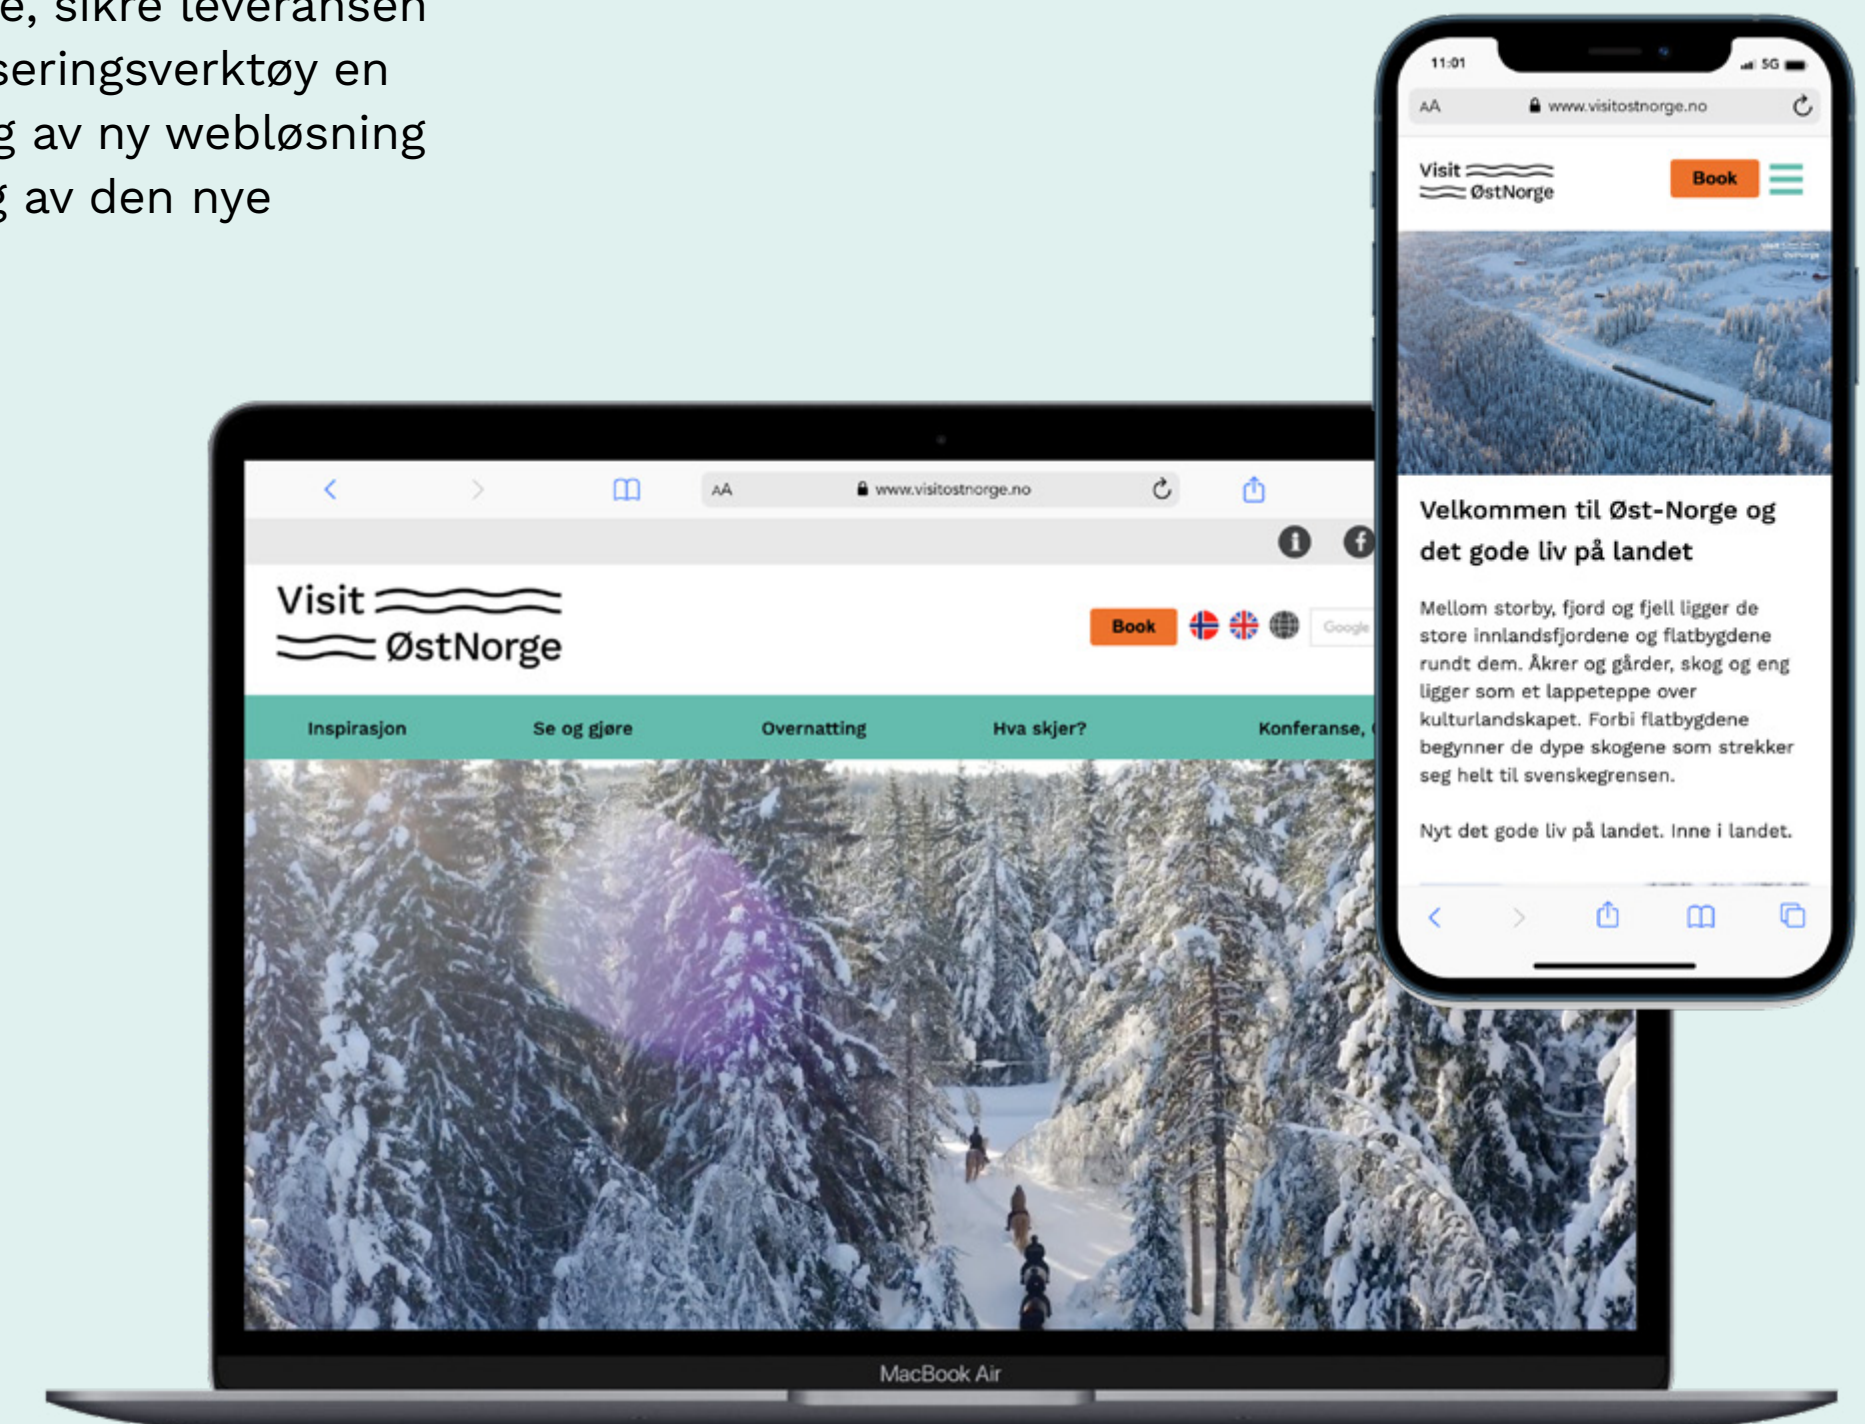 e, sikre leveransen
seringsverktøy en
g av ny webløsning
g av den nye
11:01
5G
AA
www.visitostnorge.no
Visit
ØstNorge
Book
Velkommen til Øst-Norge og
det gode liv på landet
Mellom storby, fjord og fjell ligger de
store innlandsfjordene og flatbygdene
rundt dem. Åkrer og gårder, skog og eng
ligger som et lappeteppe over
kulturlandskapet. Forbi flatbygdene
begynner de dype skogene som strekker
seg helt til svenskegrensen.
Nyt det gode liv på landet. Inne i landet.
AA
www.visitostnorge.no
Visit
ØstNorge
Book
Google
Inspirasjon
Se og gjøre
Overnatting
Hva skjer?
Konferanse,
MacBook Air